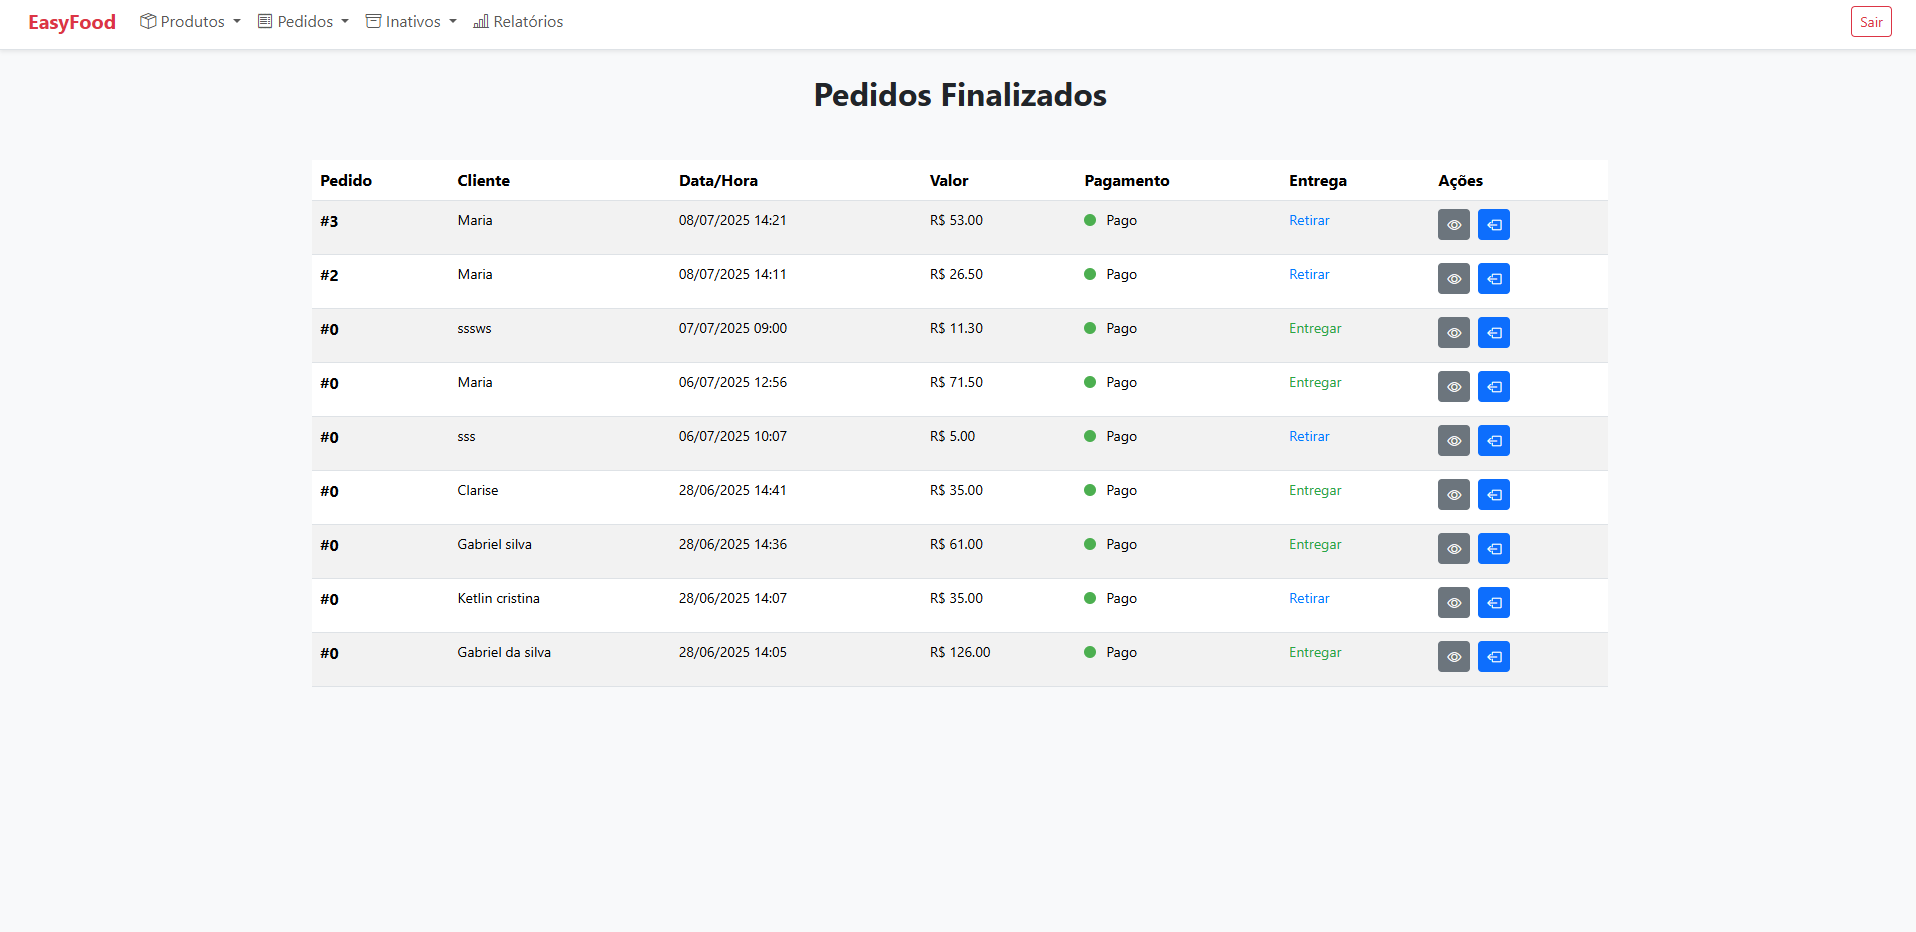 EasyFood Produtos Pedidos Inativos Relatórios Sair
Pedidos Finalizados
Pedido Cliente Data/Hora Valor Pagamento Entrega Ações
#3 Maria 08/07/2025 14:21 R$ 53.00 Pago Retirar
#2 Maria 08/07/2025 14:11 R$ 26.50 Pago Retirar
#0 sssws 07/07/2025 09:00 R$ 11.30 Pago Entregar
#0 Maria 06/07/2025 12:56 R$ 71.50 Pago Entregar
#0 sss 06/07/2025 10:07 R$ 5.00 Pago Retirar
#0 Clarise 28/06/2025 14:41 R$ 35.00 Pago Entregar
#0 Gabriel silva 28/06/2025 14:36 R$ 61.00 Pago Entregar
#0 Ketlin cristina 28/06/2025 14:07 R$ 35.00 Pago Retirar
#0 Gabriel da silva 28/06/2025 14:05 R$ 126.00 Pago Entregar